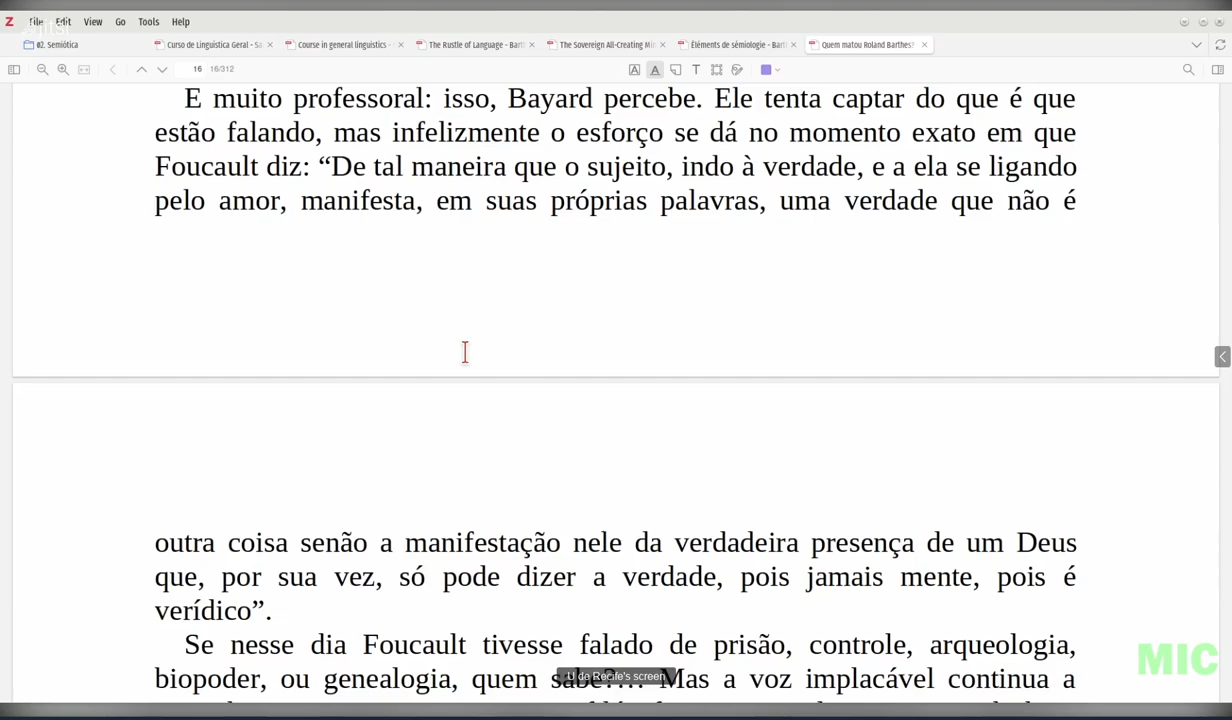 File Edit View Go Tools Help
#2. Semiótica
Curso de Linguística Geral - Sa
Course in general linguistics -
The Rustle of Language - Bart
The Sovereign All-Creating Mi
Éléments de sémiologie - Bart
Quem matou Roland Barthes?
16 16/312
E muito professoral: isso, Bayard percebe. Ele tenta captar do que é que
estão falando, mas infelizmente o esforço se dá no momento exato em que
Foucault diz: “De tal maneira que o sujeito, indo à verdade, e a ela se ligando
pelo amor, manifesta, em suas próprias palavras, uma verdade que não é
outra coisa senão a manifestação nele da verdadeira presença de um Deus
que, por sua vez, só pode dizer a verdade, pois jamais mente, pois é
verídico”.
Se nesse dia Foucault tivesse falado de prisão, controle, arqueologia,
biopoder, ou genealogia, quem sabe?… Mas a voz implacável continua a
U de Recife's screen
MIC